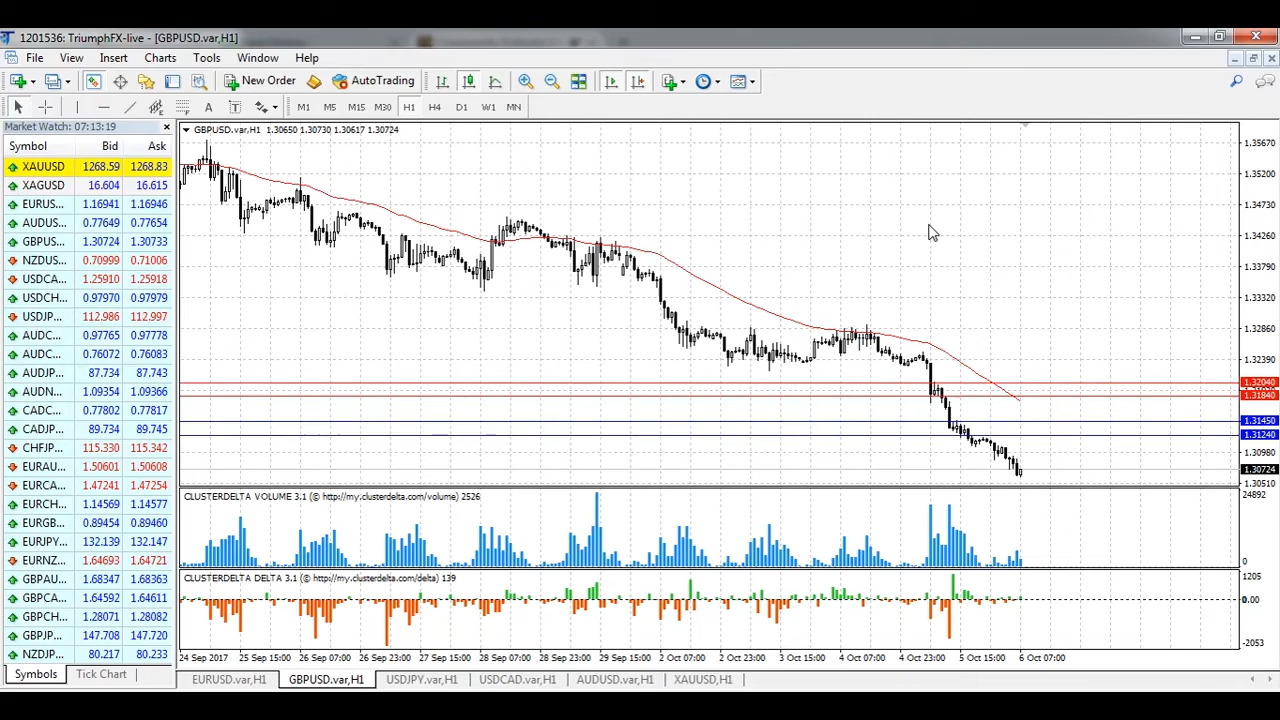 1201536: TriumphFX-live - [GBPUSD.var,H1]
File View Insert Charts Tools Window Help
New Order AutoTrading
A T M1 M5 M15 M30 H1 H4 D1 W1 MN
Market Watch: 07:13:19
Symbol Bid Ask
XAUUSD 1268.59 1268.83
XAGUSD 16.604 16.615
EURUS... 1.16941 1.16946
AUDUS... 0.77649 0.77654
GBPUS... 1.30724 1.30733
NZDUS... 0.70999 0.71006
USDCA... 1.25910 1.25918
USDCH... 0.97970 0.97979
USDJP... 112.986 112.997
AUDC... 0.97765 0.97778
AUDC... 0.76072 0.76083
AUDJP... 87.734 87.743
AUDN... 1.09354 1.09366
CADC... 0.77802 0.77817
CADJP... 89.734 89.745
CHFJP... 115.330 115.342
EURAU... 1.50601 1.50608
EURCA... 1.47241 1.47254
EURCH... 1.14569 1.14577
EURGB... 0.89454 0.89460
EURJPY 132.139 132.147
EURNZ... 1.64693 1.64721
GBPAU... 1.68347 1.68363
GBPCA... 1.64592 1.64611
GBPCH... 1.28071 1.28082
GBPJP... 147.708 147.720
NZDJP... 80.217 80.233
Symbols Tick Chart
GBPUSD.var,H1 1.30650 1.30730 1.30617 1.30724
1.35670
1.35200
1.34730
1.34260
1.33790
1.33320
1.32860
1.32390
1.32040
1.31840
1.31450
1.31240
1.30980
1.30724
1.30510
CLUSTERDELTA VOLUME 3.1 (© http://my.clusterdelta.com/volume) 2526
24892
0
CLUSTERDELTA DELTA 3.1 (© http://my.clusterdelta.com/delta) 139
1205
0.00
-2053
24 Sep 2017 25 Sep 15:00 26 Sep 07:00 26 Sep 23:00 27 Sep 15:00 28 Sep 07:00 28 Sep 23:00 29 Sep 15:00 2 Oct 07:00 2 Oct 23:00 3 Oct 15:00 4 Oct 07:00 4 Oct 23:00 5 Oct 15:00 6 Oct 07:00
EURUSD.var,H1 GBPUSD.var,H1 USDJPY.var,H1 USDCAD.var,H1 AUDUSD.var,H1 XAUUSD,H1